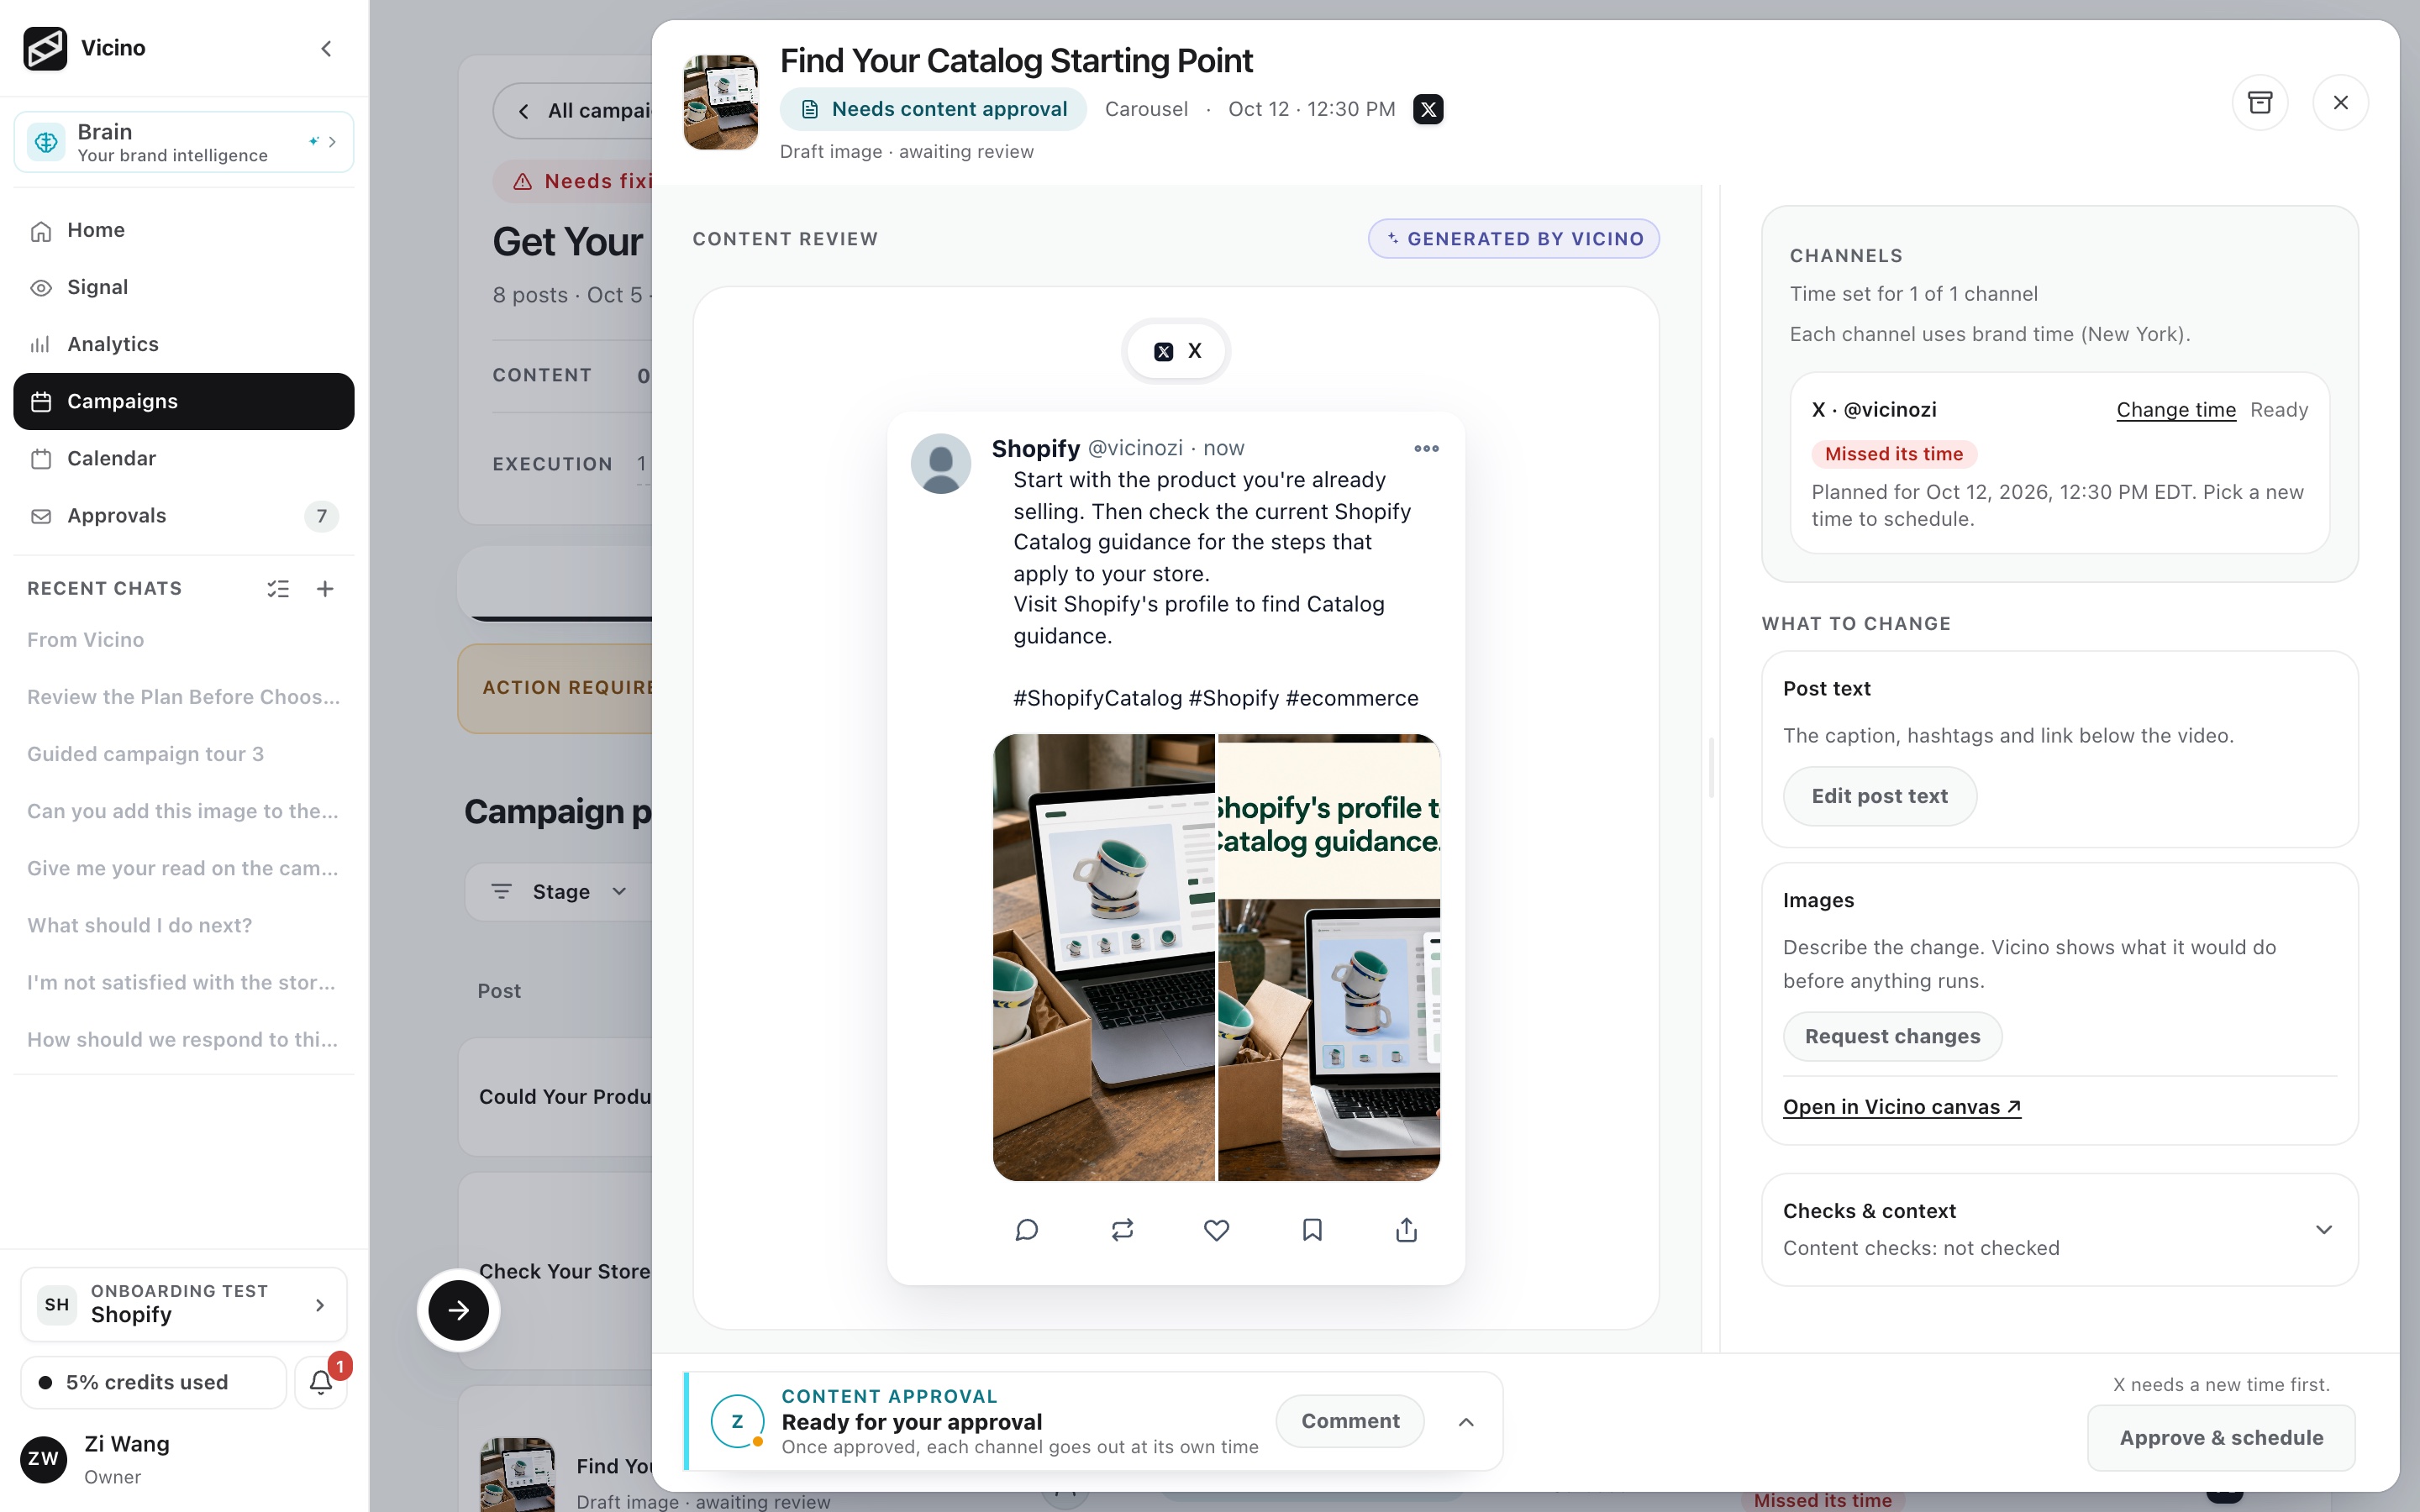 Vicino
Brain
Your brand intelligence
Home
Signal
Analytics
Campaigns
Calendar
Approvals
7
RECENT CHATS
From Vicino
Review the Plan Before Choos...
Guided campaign tour 3
Can you add this image to the...
Give me your read on the cam...
What should I do next?
I'm not satisfied with the stor...
How should we respond to thi...
SH
ONBOARDING TEST
Shopify
5% credits used
1
ZW
Zi Wang
Owner
All campai
Needs fixi
Get Your
8 posts · Oct 5 ·
CONTENT 0
EXECUTION 1
ACTION REQUIRE
Campaign p
Stage
Post
Could Your Produ
Check Your Store
Find You
Draft image · awaiting review
Missed its time
Find Your Catalog Starting Point
Needs content approval
Carousel · Oct 12 · 12:30 PM
Draft image · awaiting review
CONTENT REVIEW
GENERATED BY VICINO
X
Shopify @vicinozi · now
Start with the product you're already
selling. Then check the current Shopify
Catalog guidance for the steps that
apply to your store.
Visit Shopify's profile to find Catalog
guidance.
#ShopifyCatalog #Shopify #ecommerce
Shopify's profile t
Catalog guidance.
CHANNELS
Time set for 1 of 1 channel
Each channel uses brand time (New York).
X · @vicinozi
Change time
Ready
Missed its time
Planned for Oct 12, 2026, 12:30 PM EDT. Pick a new
time to schedule.
WHAT TO CHANGE
Post text
The caption, hashtags and link below the video.
Edit post text
Images
Describe the change. Vicino shows what it would do
before anything runs.
Request changes
Open in Vicino canvas ↗
Checks & context
Content checks: not checked
Z
CONTENT APPROVAL
Ready for your approval
Once approved, each channel goes out at its own time
Comment
X needs a new time first.
Approve & schedule